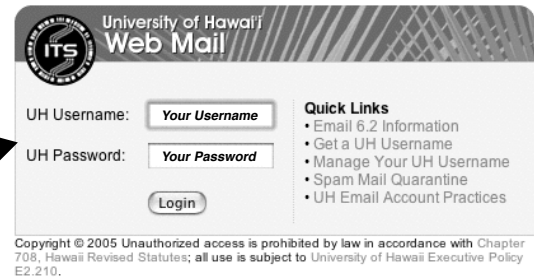 University of Hawai'i
Web Mail
ITS
UH Username:
Your Username
UH Password:
Your Password
Login
Quick Links
• Email 6.2 Information
• Get a UH Username
• Manage Your UH Username
• Spam Mail Quarantine
• UH Email Account Practices
Copyright © 2005 Unauthorized access is prohibited by law in accordance with Chapter
708, Hawaii Revised Statutes; all use is subject to University of Hawaii Executive Policy
E2.210.